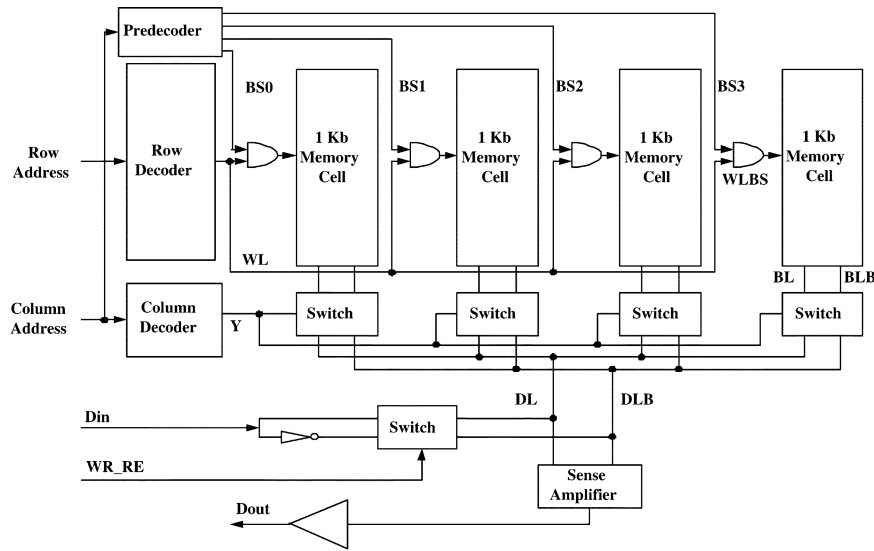 Predecoder
BS0
BS1
BS2
BS3
Row
Address
Row
Decoder
1 Kb
Memory
Cell
1 Kb
Memory
Cell
1 Kb
Memory
Cell
1 Kb
Memory
Cell
WLBS
WL
BL
BLB
Column
Address
Column
Decoder
Y
Switch
Switch
Switch
Switch
DL
DLB
Din
Switch
WR_RE
Sense
Amplifier
Dout